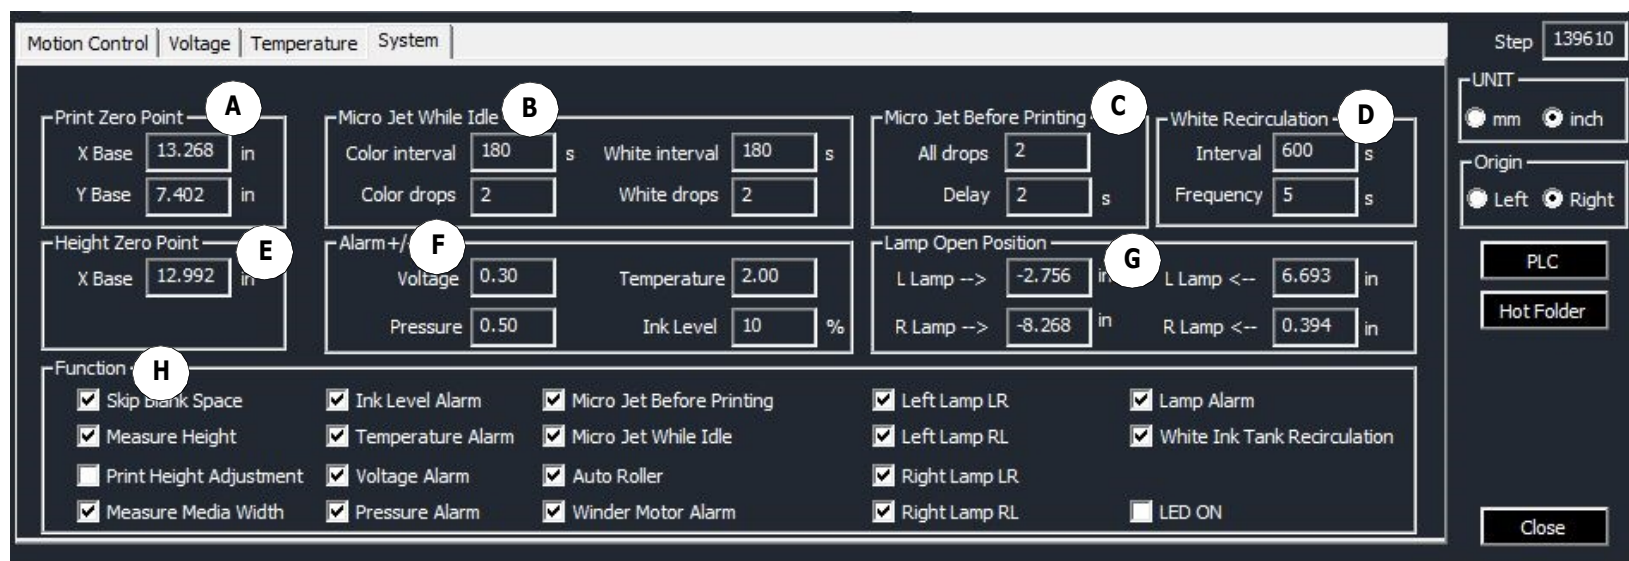 Motion Control Voltage Temperature System
Step 139610
UNIT
mm inch
Origin
Left Right
PLC
Hot Folder
Close
Print Zero Point A
X Base 13.268 in
Y Base 7.402 in
Micro Jet While Idle B
Color interval 180 s White interval 180 s
Color drops 2 White drops 2
Micro Jet Before Printing C
All drops 2
Delay 2 s
White Recirculation D
Interval 600 s
Frequency 5 s
Height Zero Point E
X Base 12.992 in
Alarm+/- F
Voltage 0.30 Temperature 2.00
Pressure 0.50 Ink Level 10 %
Lamp Open Position G
L Lamp --> -2.756 in L Lamp <-- 6.693 in
R Lamp --> -8.268 in R Lamp <-- 0.394 in
Function H
Skip Blank Space Ink Level Alarm Micro Jet Before Printing Left Lamp LR Lamp Alarm
Measure Height Temperature Alarm Micro Jet While Idle Left Lamp RL White Ink Tank Recirculation
Print Height Adjustment Voltage Alarm Auto Roller Right Lamp LR
Measure Media Width Pressure Alarm Winder Motor Alarm Right Lamp RL LED ON